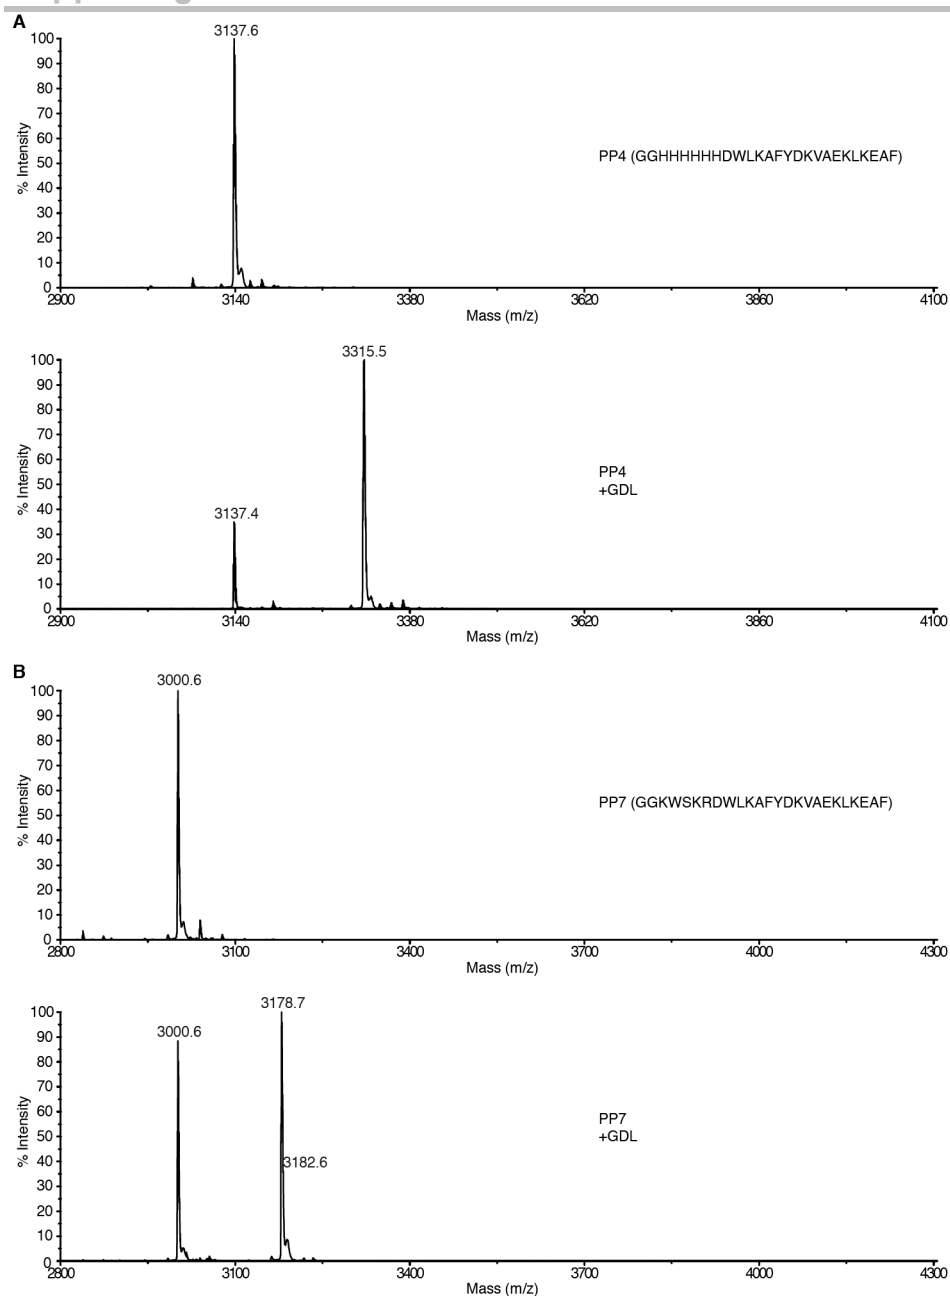 A
3137.6
100
90
80
70
60
50
40
30
20
10
0
% Intensity
PP4 (GGHHHHHHDWLKAFYDKVAEKLKEAF)
2900 3140 3380 3620 3860 4100
Mass (m/z)
3315.5
100
90
80
70
60
50
40
30
20
10
0
% Intensity
3137.4
PP4
+GDL
2900 3140 3380 3620 3860 4100
Mass (m/z)
B
3000.6
100
90
80
70
60
50
40
30
20
10
0
% Intensity
PP7 (GGKWSKRDWLKAFYDKVAEKLKEAF)
2800 3100 3400 3700 4000 4300
Mass (m/z)
3178.7
3000.6
100
90
80
70
60
50
40
30
20
10
0
% Intensity
3182.6
PP7
+GDL
2800 3100 3400 3700 4000 4300
Mass (m/z)